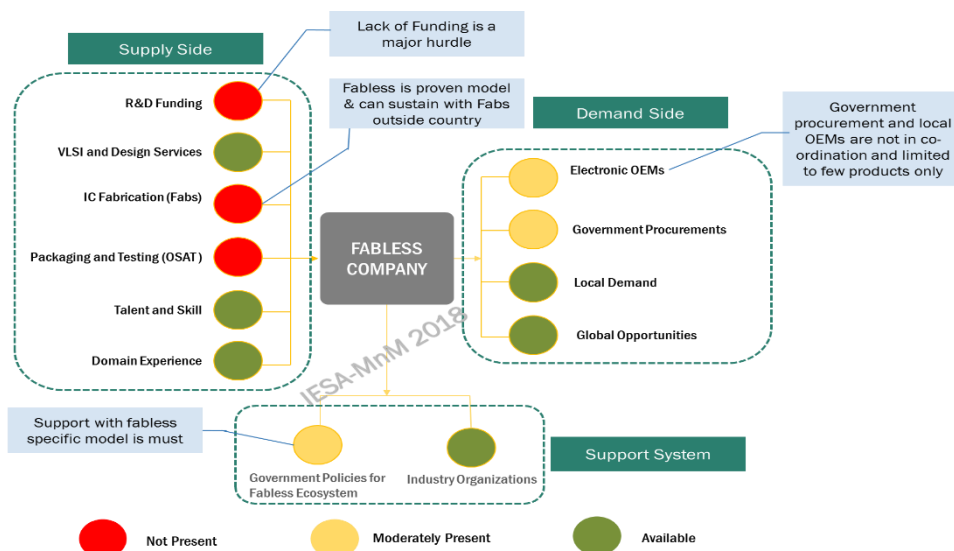 Lack of Funding is a
major hurdle
Supply Side
R&D Funding
Fabless is proven model
& can sustain with Fabs
outside country
Government
procurement and local
OEMs are not in co-
ordination and limited
to few products only
Demand Side
VLSI and Design Services
Electronic OEMs
IC Fabrication (Fabs)
Government Procurements
FABLESS
COMPANY
Packaging and Testing (OSAT)
Local Demand
Talent and Skill
Global Opportunities
Domain Experience
IESA-MnM 2018
Support with fabless
specific model is must
Support System
Government Policies for
Fabless Ecosystem
Industry Organizations
Not Present
Moderately Present
Available